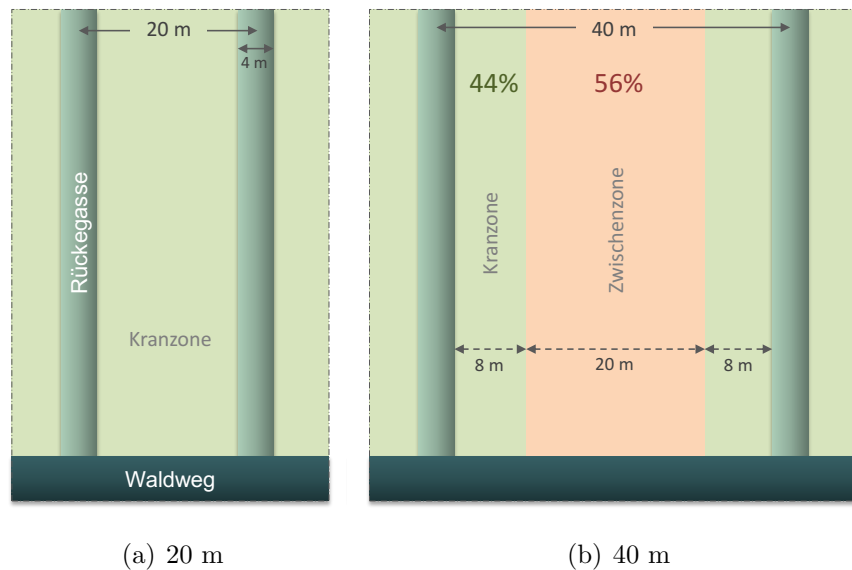 20 m
4 m
Rückegasse
Kranzone
Waldweg
(a) 20 m
40 m
44%
56%
Kranzone
Zwischenzone
8 m
20 m
8 m
(b) 40 m